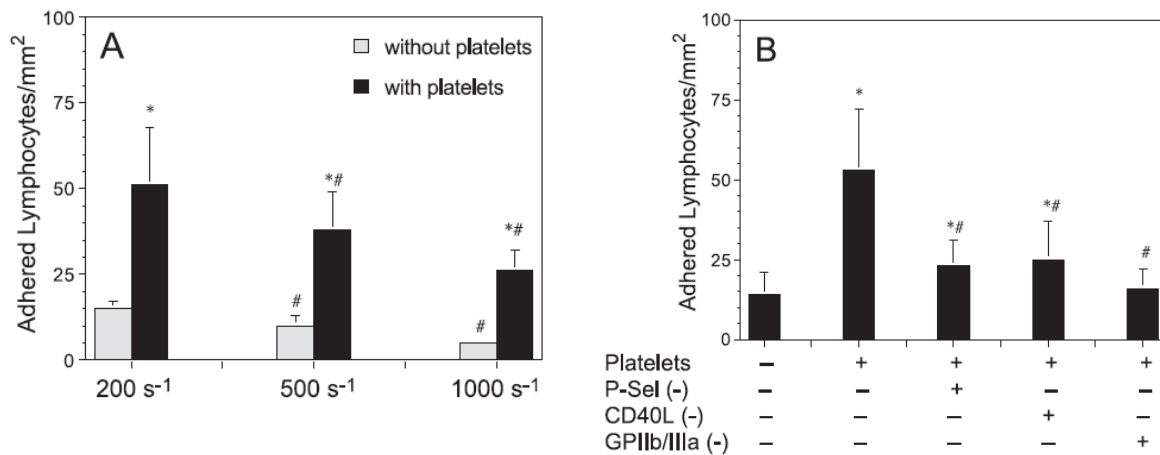 A
without platelets
with platelets
Adhered Lymphocytes/mm²
100
75
50
25
0
*
*#
*#
#
#
200 s⁻¹
500 s⁻¹
1000 s⁻¹
B
Adhered Lymphocytes/mm²
100
75
50
25
0
*
*#
*#
#
Platelets – + + + +
P-Sel (-) – – + – –
CD40L (-) – – – + –
GPIIb/IIIa (-) – – – – +